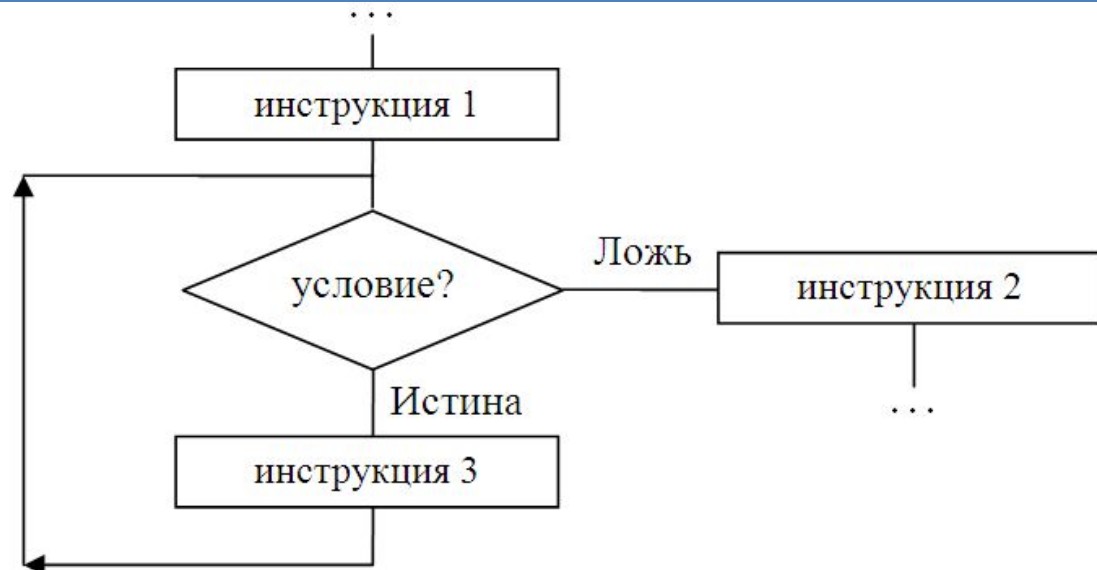 ...
инструкция 1
условие?
Ложь
инструкция 2
...
Истина
инструкция 3